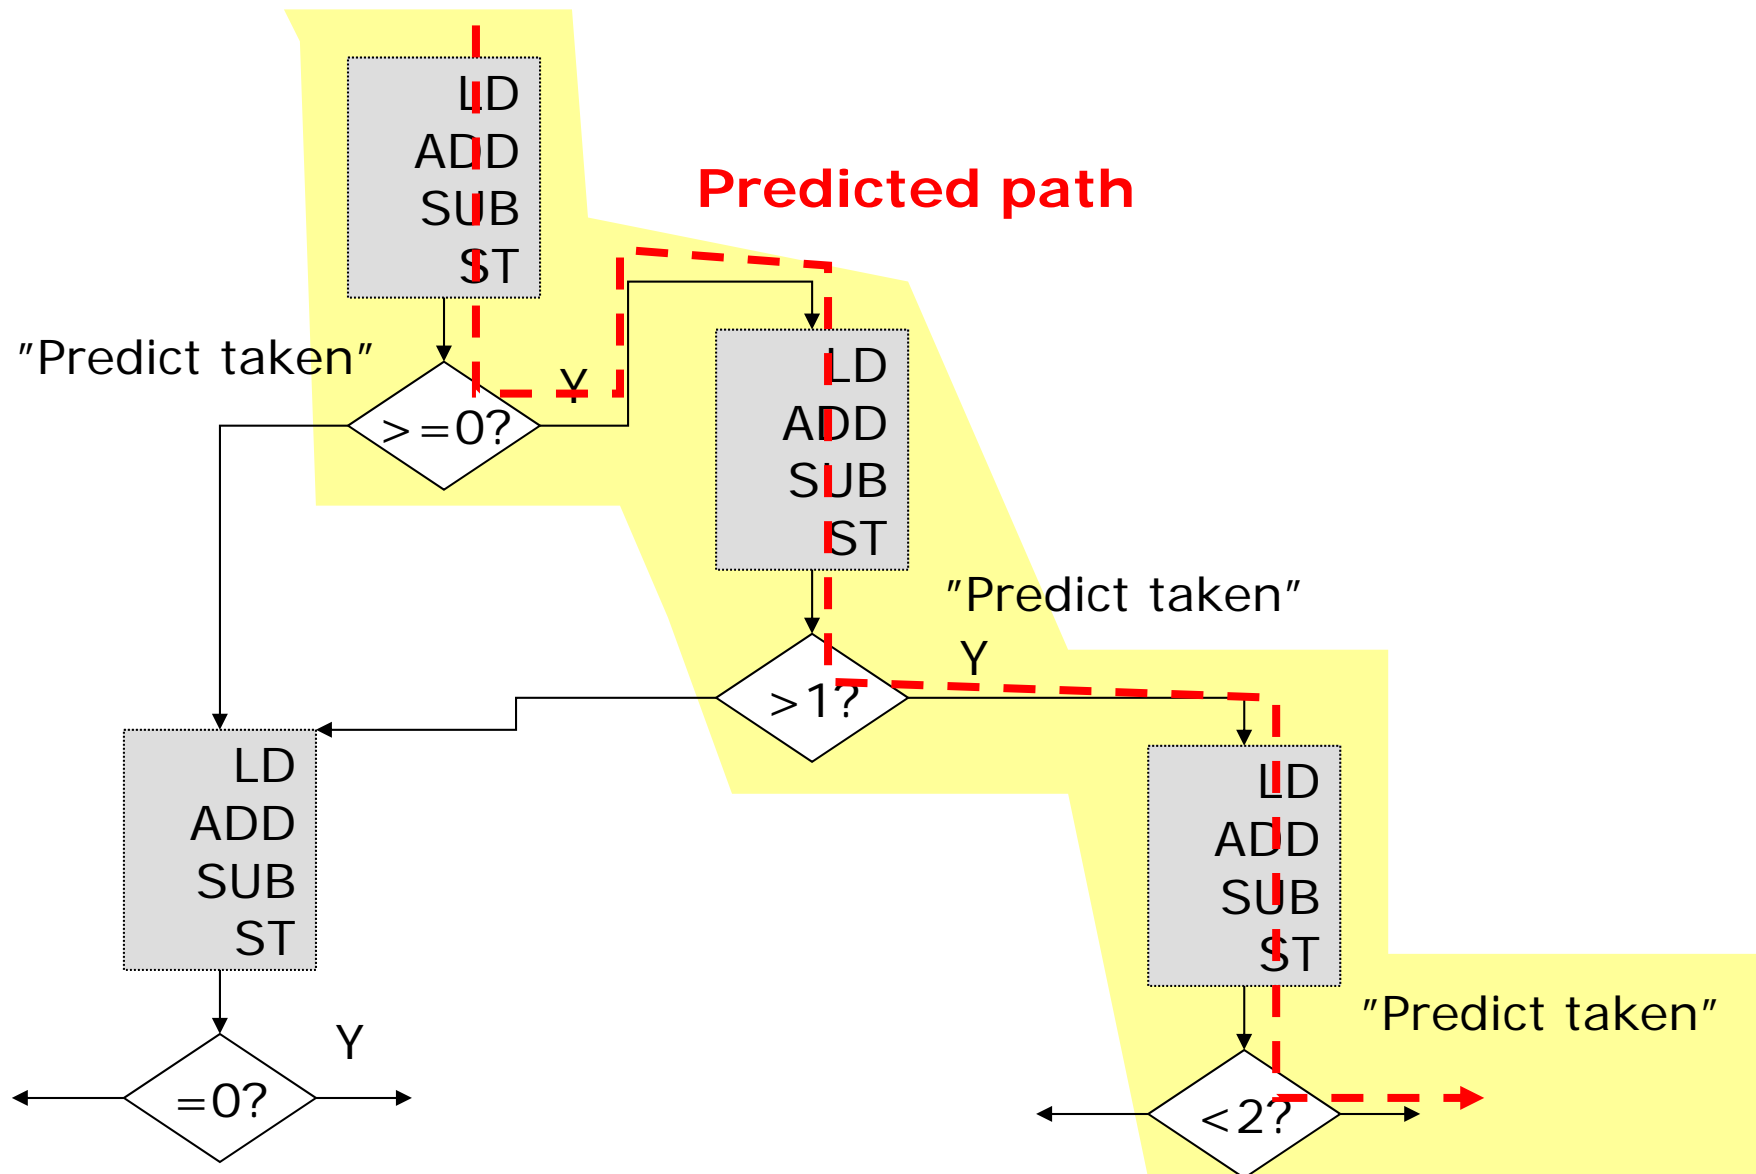 LD
ADD
SUB
ST
Predicted path
"Predict taken"
Y
>=0?
LD
ADD
SUB
ST
"Predict taken"
Y
>1?
LD
ADD
SUB
ST
LD
ADD
SUB
ST
"Predict taken"
Y
=0?
<2?